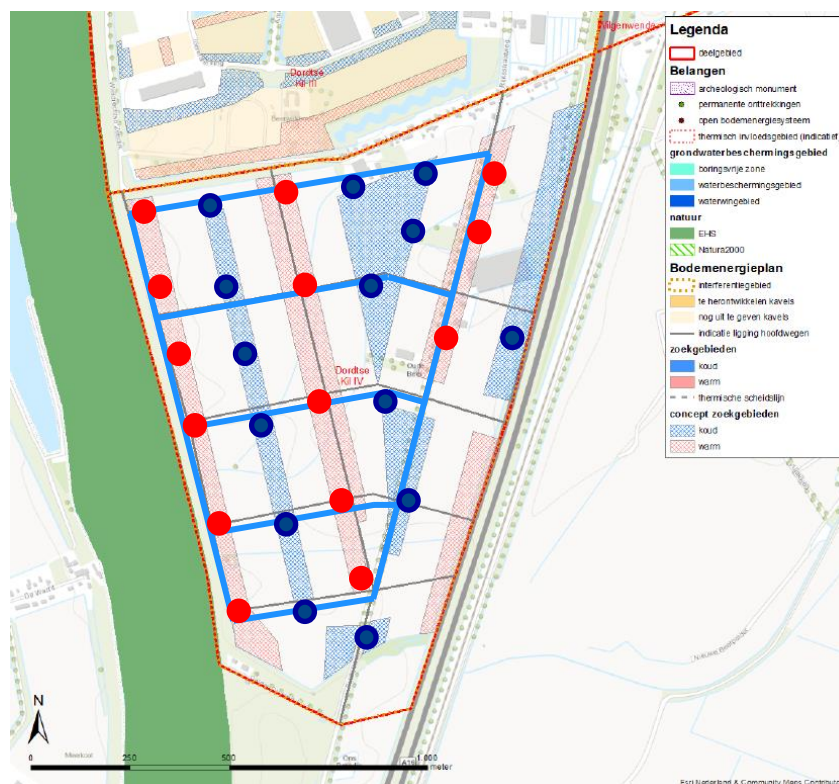 Wilgenwende
Dordtse
Kil III
Dordtse
Kil IV
Oude
Legenda
deelgebied
Belangen
archeologisch monument
permanente onttrekkingen
open bodemenergiesysteem
thermisch invloedsgebied (indicatief
grondwaterbeschermingsgebied
boringsvrije zone
waterbeschermingsgebied
waterwingebied
natuur
EHS
Natura2000
Bodemenergieplan
interferentiegebied
te herontwikkelen kavels
nog uit te geven kavels
indicatie ligging hoofdwegen
zoekgebieden
koud
warm
thermische scheidslijn
concept zoekgebieden
koud
warm
N
0 250 500 1.000
meter
Esri Nederland & Community Maps Contributo